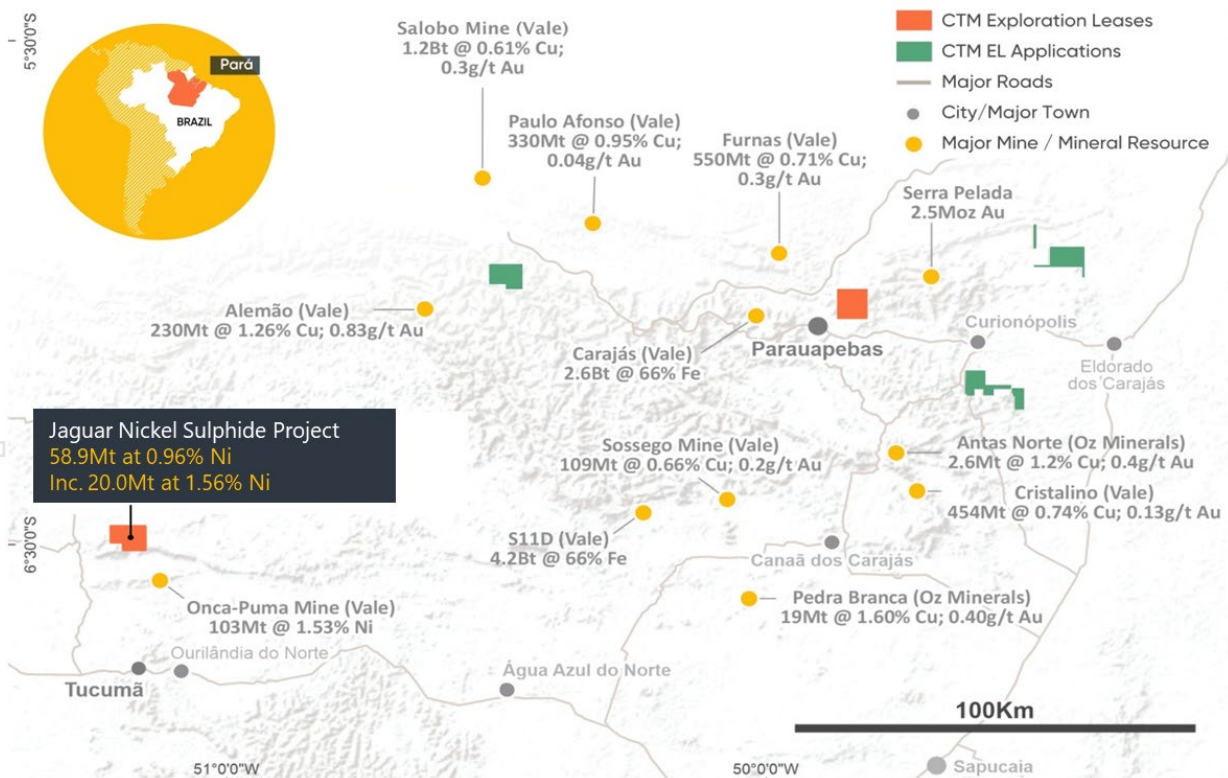 5°30'0"S
Pará
BRAZIL
CTM Exploration Leases
CTM EL Applications
Major Roads
City/Major Town
Major Mine / Mineral Resource
Salobo Mine (Vale)
1.2Bt @ 0.61% Cu;
0.3g/t Au
Paulo Afonso (Vale)
330Mt @ 0.95% Cu;
0.04g/t Au
Furnas (Vale)
550Mt @ 0.71% Cu;
0.3g/t Au
Serra Pelada
2.5Moz Au
Alemão (Vale)
230Mt @ 1.26% Cu; 0.83g/t Au
Carajás (Vale)
2.6Bt @ 66% Fe
Parauapebas
Curionópolis
Eldorado
dos Carajás
Jaguar Nickel Sulphide Project
58.9Mt at 0.96% Ni
Inc. 20.0Mt at 1.56% Ni
Sossego Mine (Vale)
109Mt @ 0.66% Cu; 0.2g/t Au
Antas Norte (Oz Minerals)
2.6Mt @ 1.2% Cu; 0.4g/t Au
Cristalino (Vale)
454Mt @ 0.74% Cu; 0.13g/t Au
6°30'0"S
S11D (Vale)
4.2Bt @ 66% Fe
Canaã dos Carajás
Onca-Puma Mine (Vale)
103Mt @ 1.53% Ni
Pedra Branca (Oz Minerals)
19Mt @ 1.60% Cu; 0.40g/t Au
Ourilândia do Norte
Tucumã
Água Azul do Norte
100Km
51°0'0"W
50°0'0"W
Sapucaia